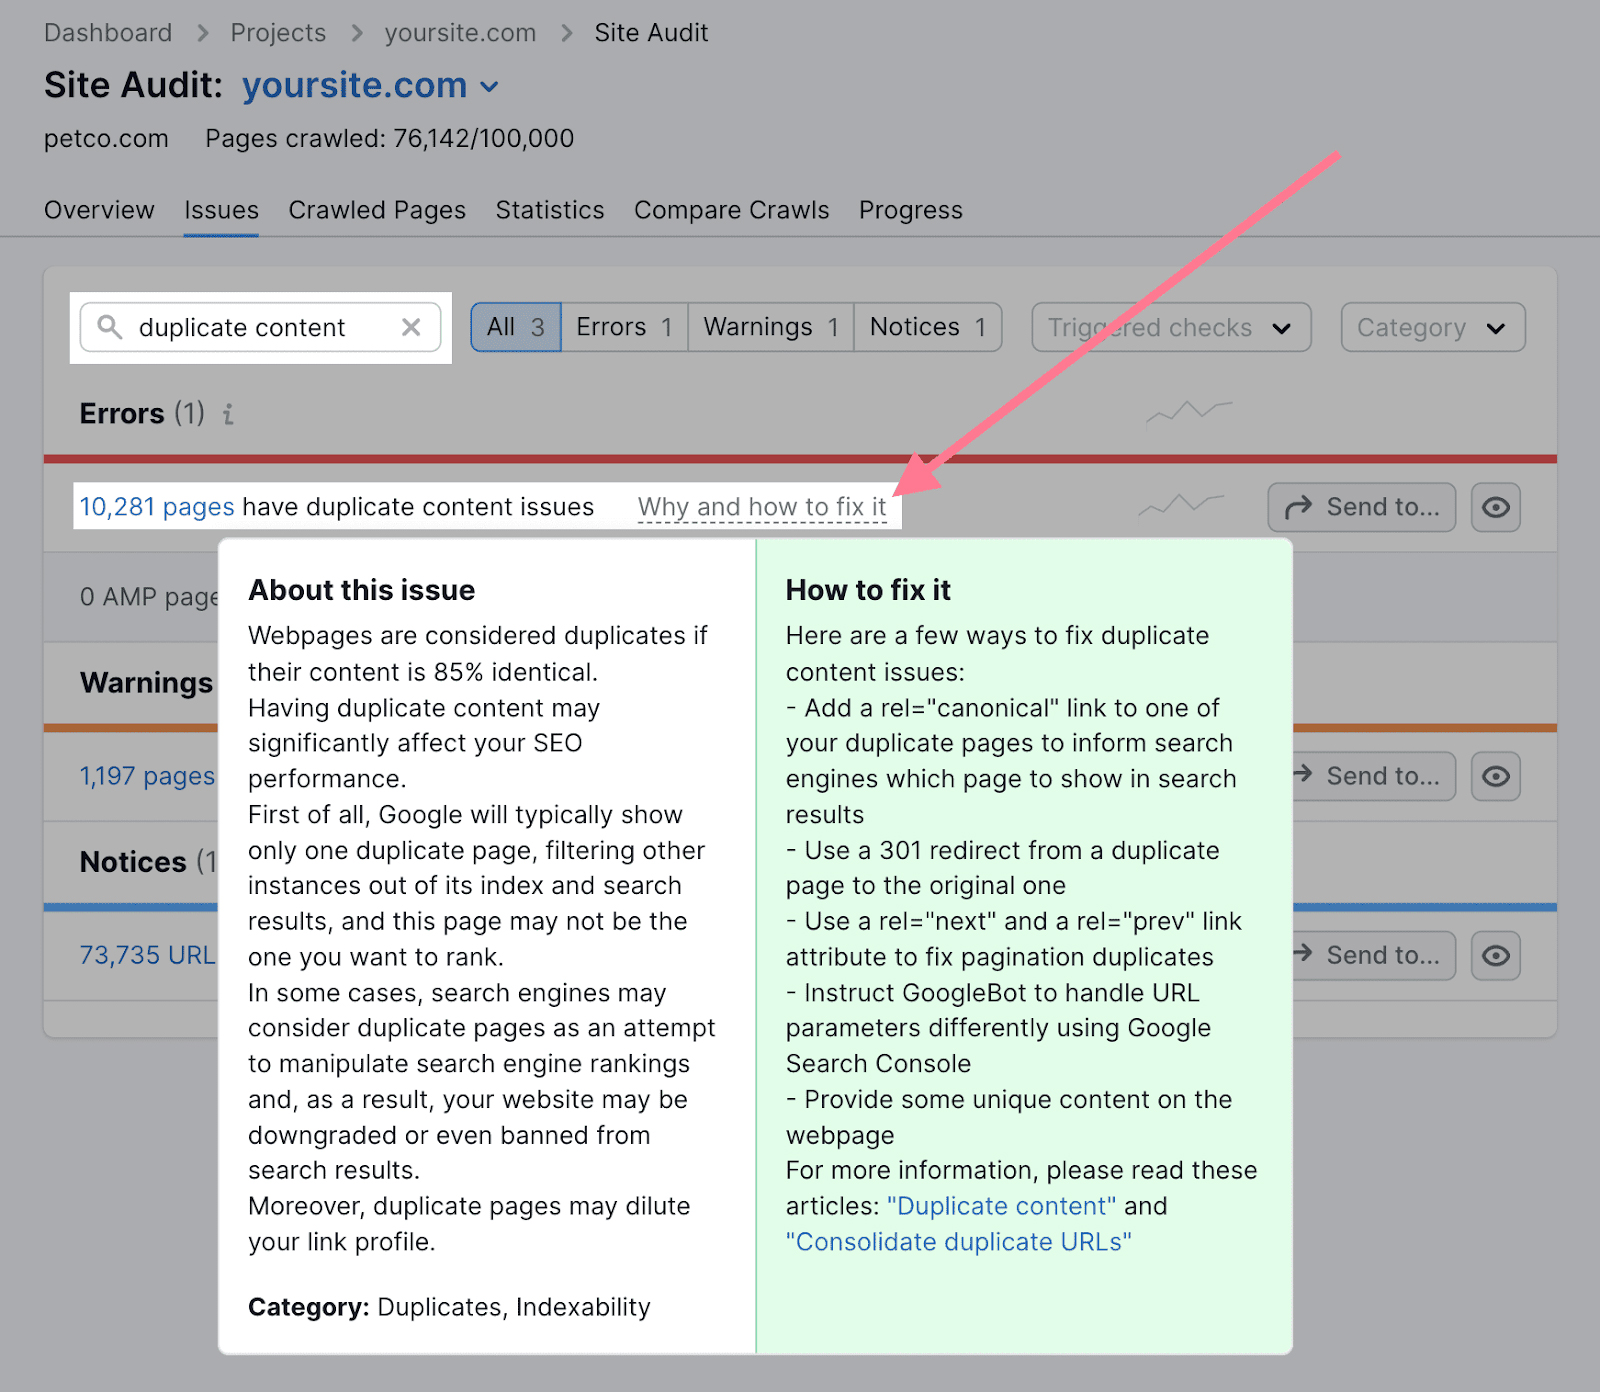 Dashboard > Projects > yoursite.com > Site Audit
Site Audit: yoursite.com
petco.com Pages crawled: 76,142/100,000
Overview Issues Crawled Pages Statistics Compare Crawls Progress
duplicate content All 3 Errors 1 Warnings 1 Notices 1 Triggered checks Category
Errors (1) i
10,281 pages have duplicate content issues Why and how to fix it Send to...
0 AMP page
Warnings
1,197 pages Send to...
Notices (1
73,735 URL Send to...
About this issue
Webpages are considered duplicates if
their content is 85% identical.
Having duplicate content may
significantly affect your SEO
performance.
First of all, Google will typically show
only one duplicate page, filtering other
instances out of its index and search
results, and this page may not be the
one you want to rank.
In some cases, search engines may
consider duplicate pages as an attempt
to manipulate search engine rankings
and, as a result, your website may be
downgraded or even banned from
search results.
Moreover, duplicate pages may dilute
your link profile.
Category: Duplicates, Indexability
How to fix it
Here are a few ways to fix duplicate
content issues:
- Add a rel="canonical" link to one of
your duplicate pages to inform search
engines which page to show in search
results
- Use a 301 redirect from a duplicate
page to the original one
- Use a rel="next" and a rel="prev" link
attribute to fix pagination duplicates
- Instruct GoogleBot to handle URL
parameters differently using Google
Search Console
- Provide some unique content on the
webpage
For more information, please read these
articles: "Duplicate content" and
"Consolidate duplicate URLs"